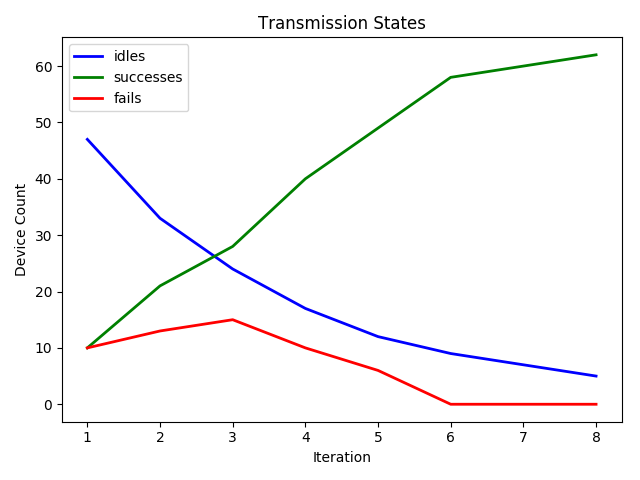 Transmission States
idles
successes
fails
Device Count
60
50
40
30
20
10
0
1 2 3 4 5 6 7 8
Iteration